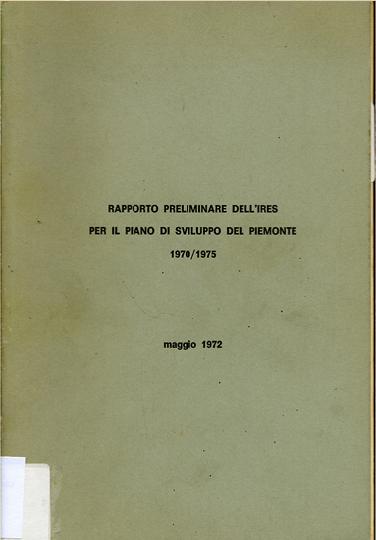 RAPPORTO PRELIMINARE DELL'IRES
PER IL PIANO DI SVILUPPO DEL PIEMONTE
1970/1975
maggio 1972